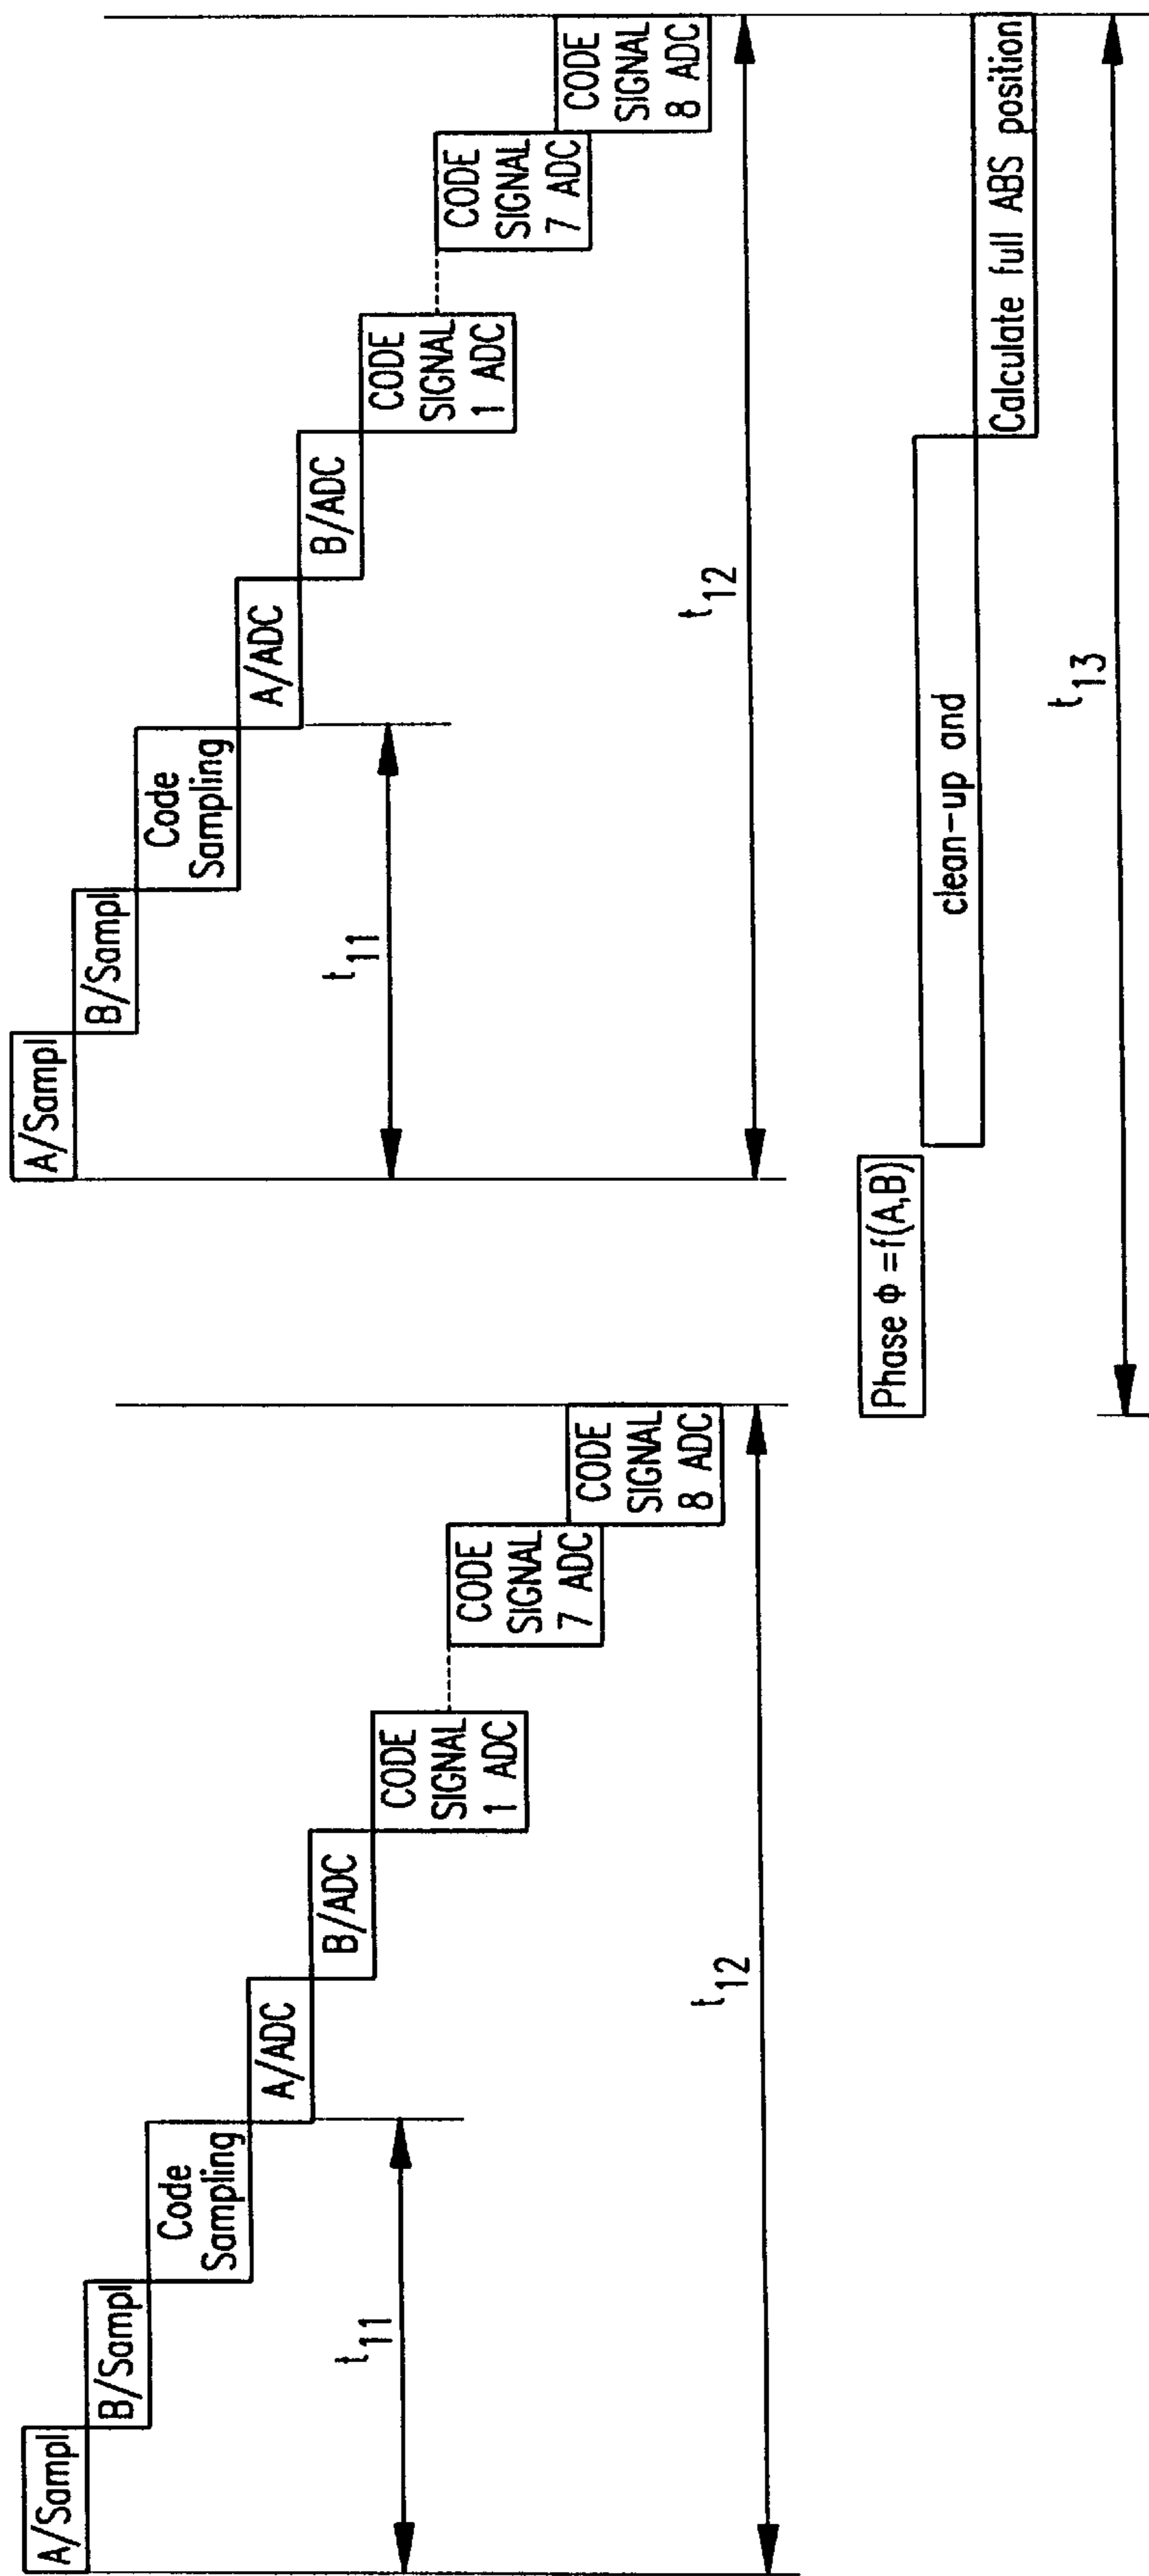 A/Sampl
B/Sampl
Code
Sampling
A/ADC
B/ADC
CODE
SIGNAL
1 ADC
CODE
SIGNAL
7 ADC
CODE
SIGNAL
8 ADC
t11
t12
A/Sampl
B/Sampl
Code
Sampling
A/ADC
B/ADC
CODE
SIGNAL
1 ADC
CODE
SIGNAL
7 ADC
CODE
SIGNAL
8 ADC
t11
t12
Phase Φ =f(A,B)
clean-up and
Calculate full ABS position
t13